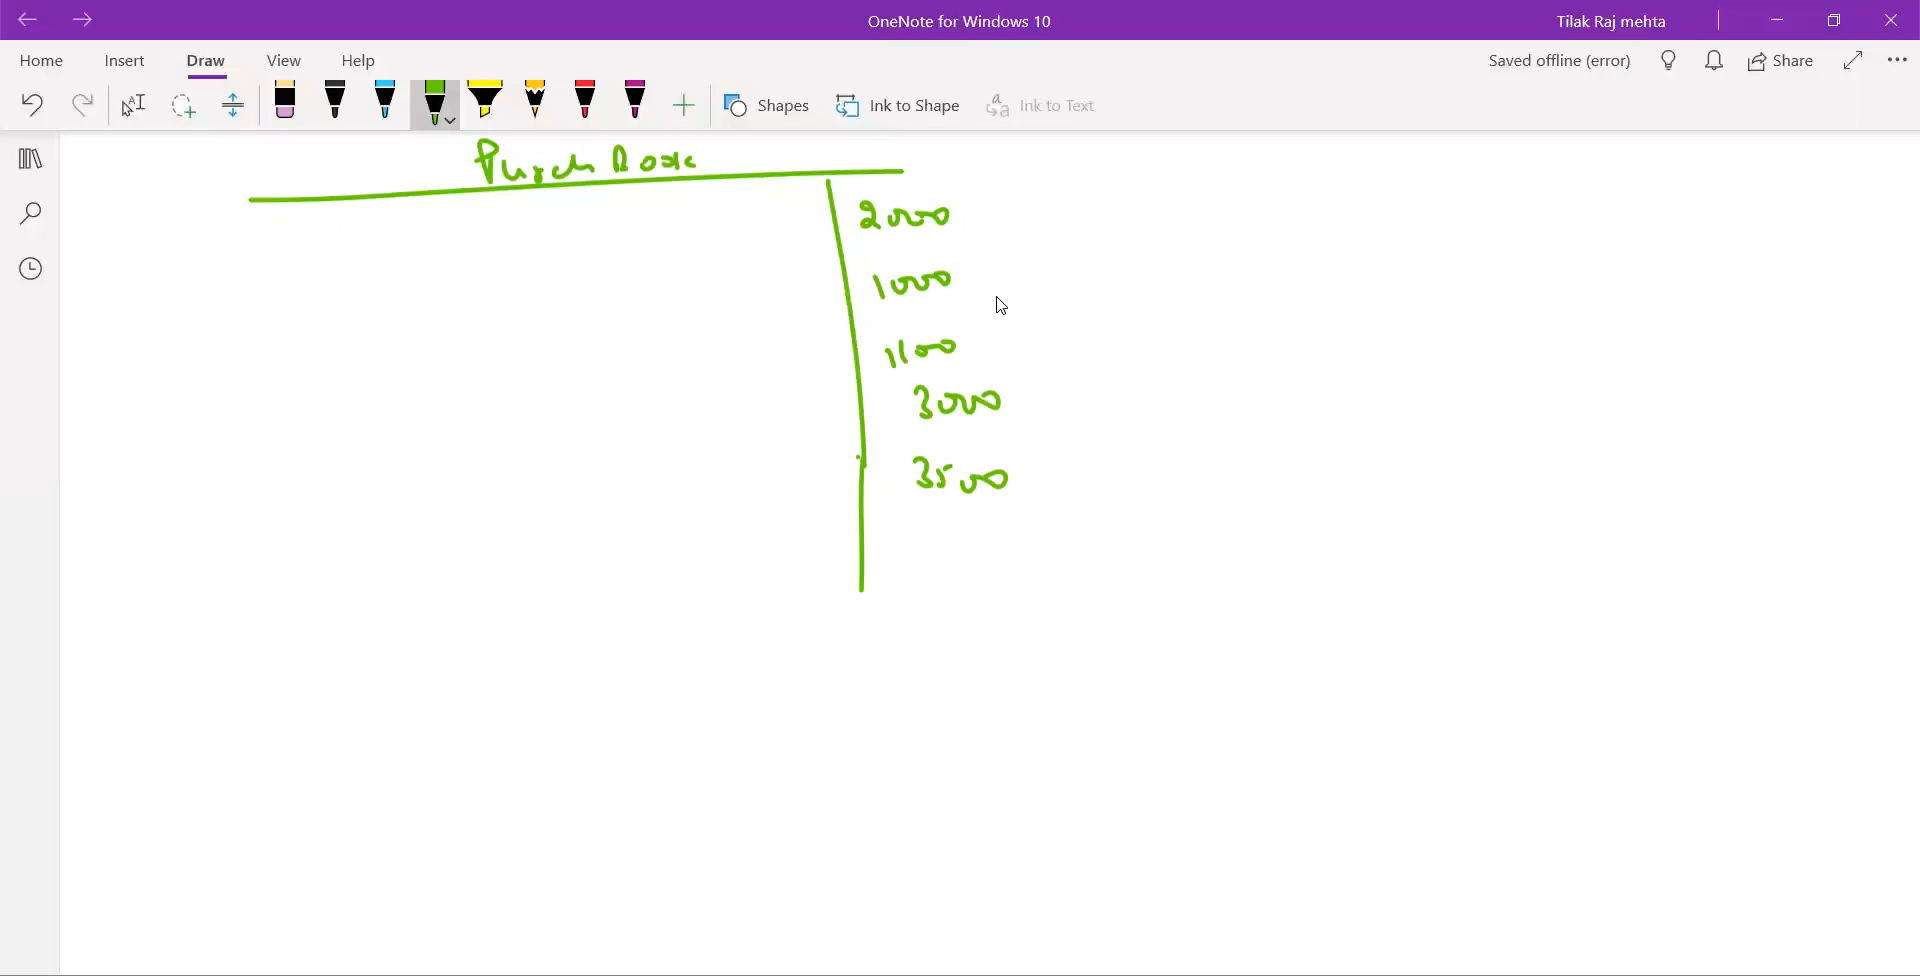 OneNote for Windows 10
Tilak Raj mehta
Home Insert Draw View Help
Saved offline (error) Share
Shapes Ink to Shape Ink to Text
2000
1000
1100
3000
3500